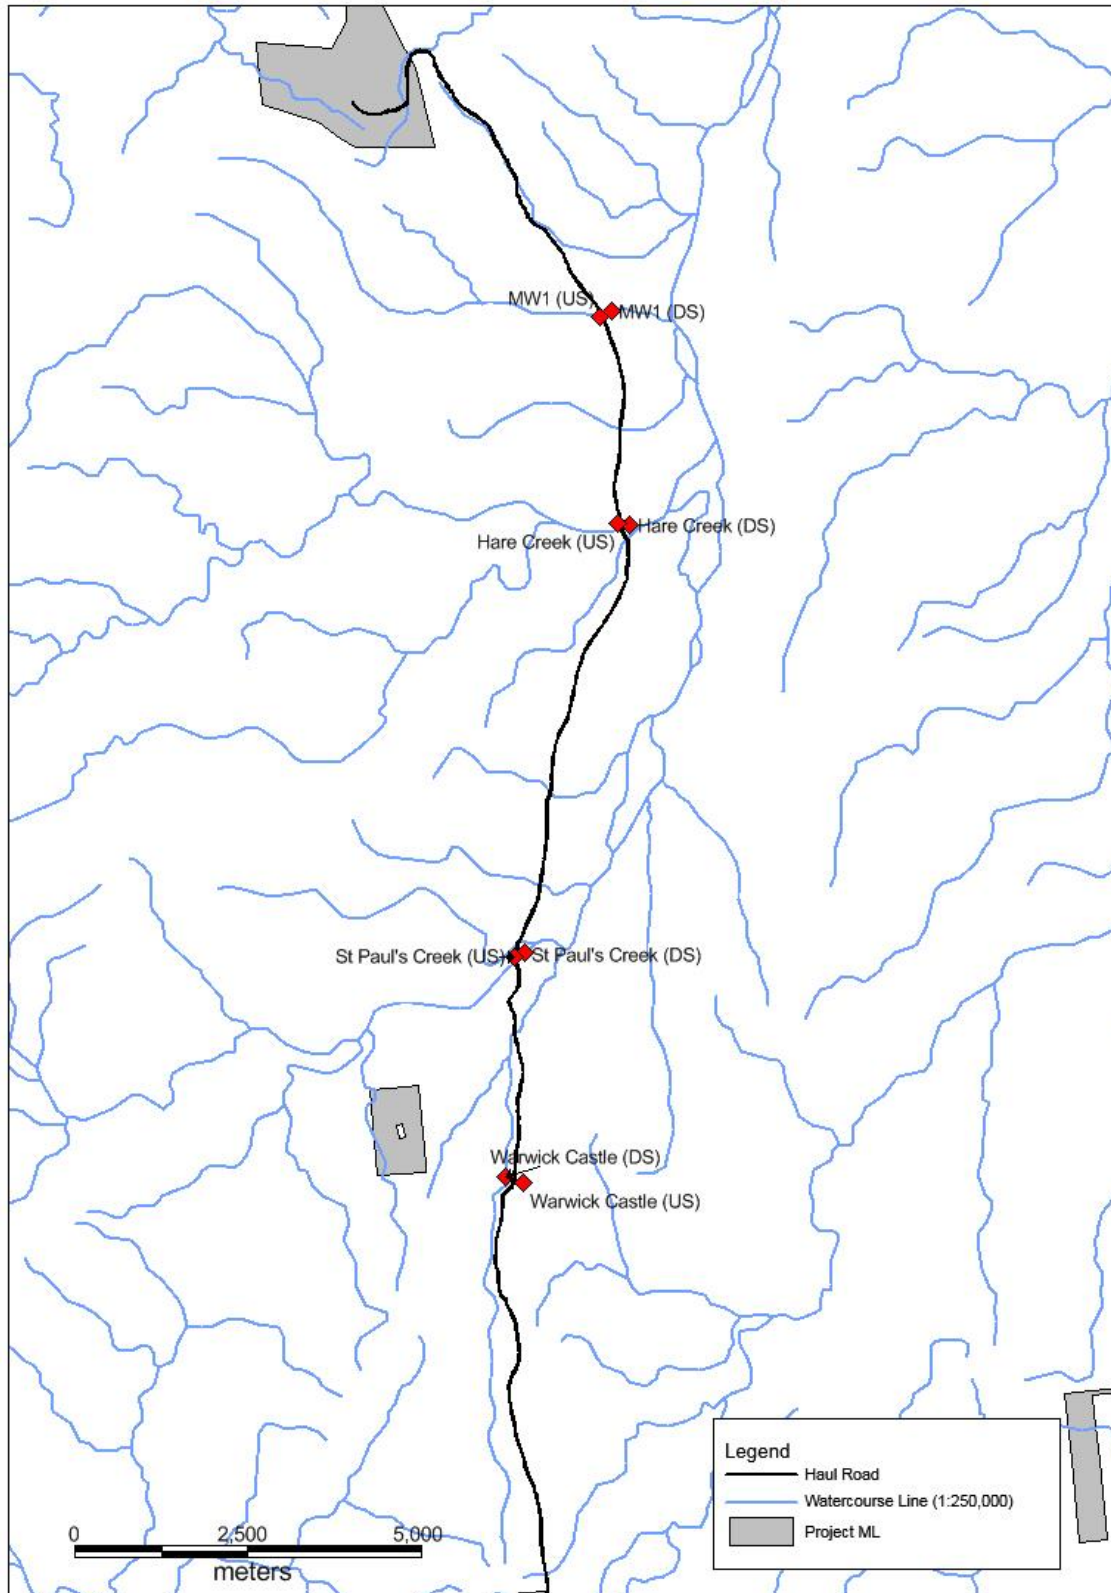 MW1 (US)
MW1 (DS)
Hare Creek (DS)
Hare Creek (US)
St Paul's Creek (US)
St Paul's Creek (DS)
Warwick Castle (DS)
Warwick Castle (US)
Legend
Haul Road
Watercourse Line (1:250,000)
Project ML
0 2,500 5,000
meters